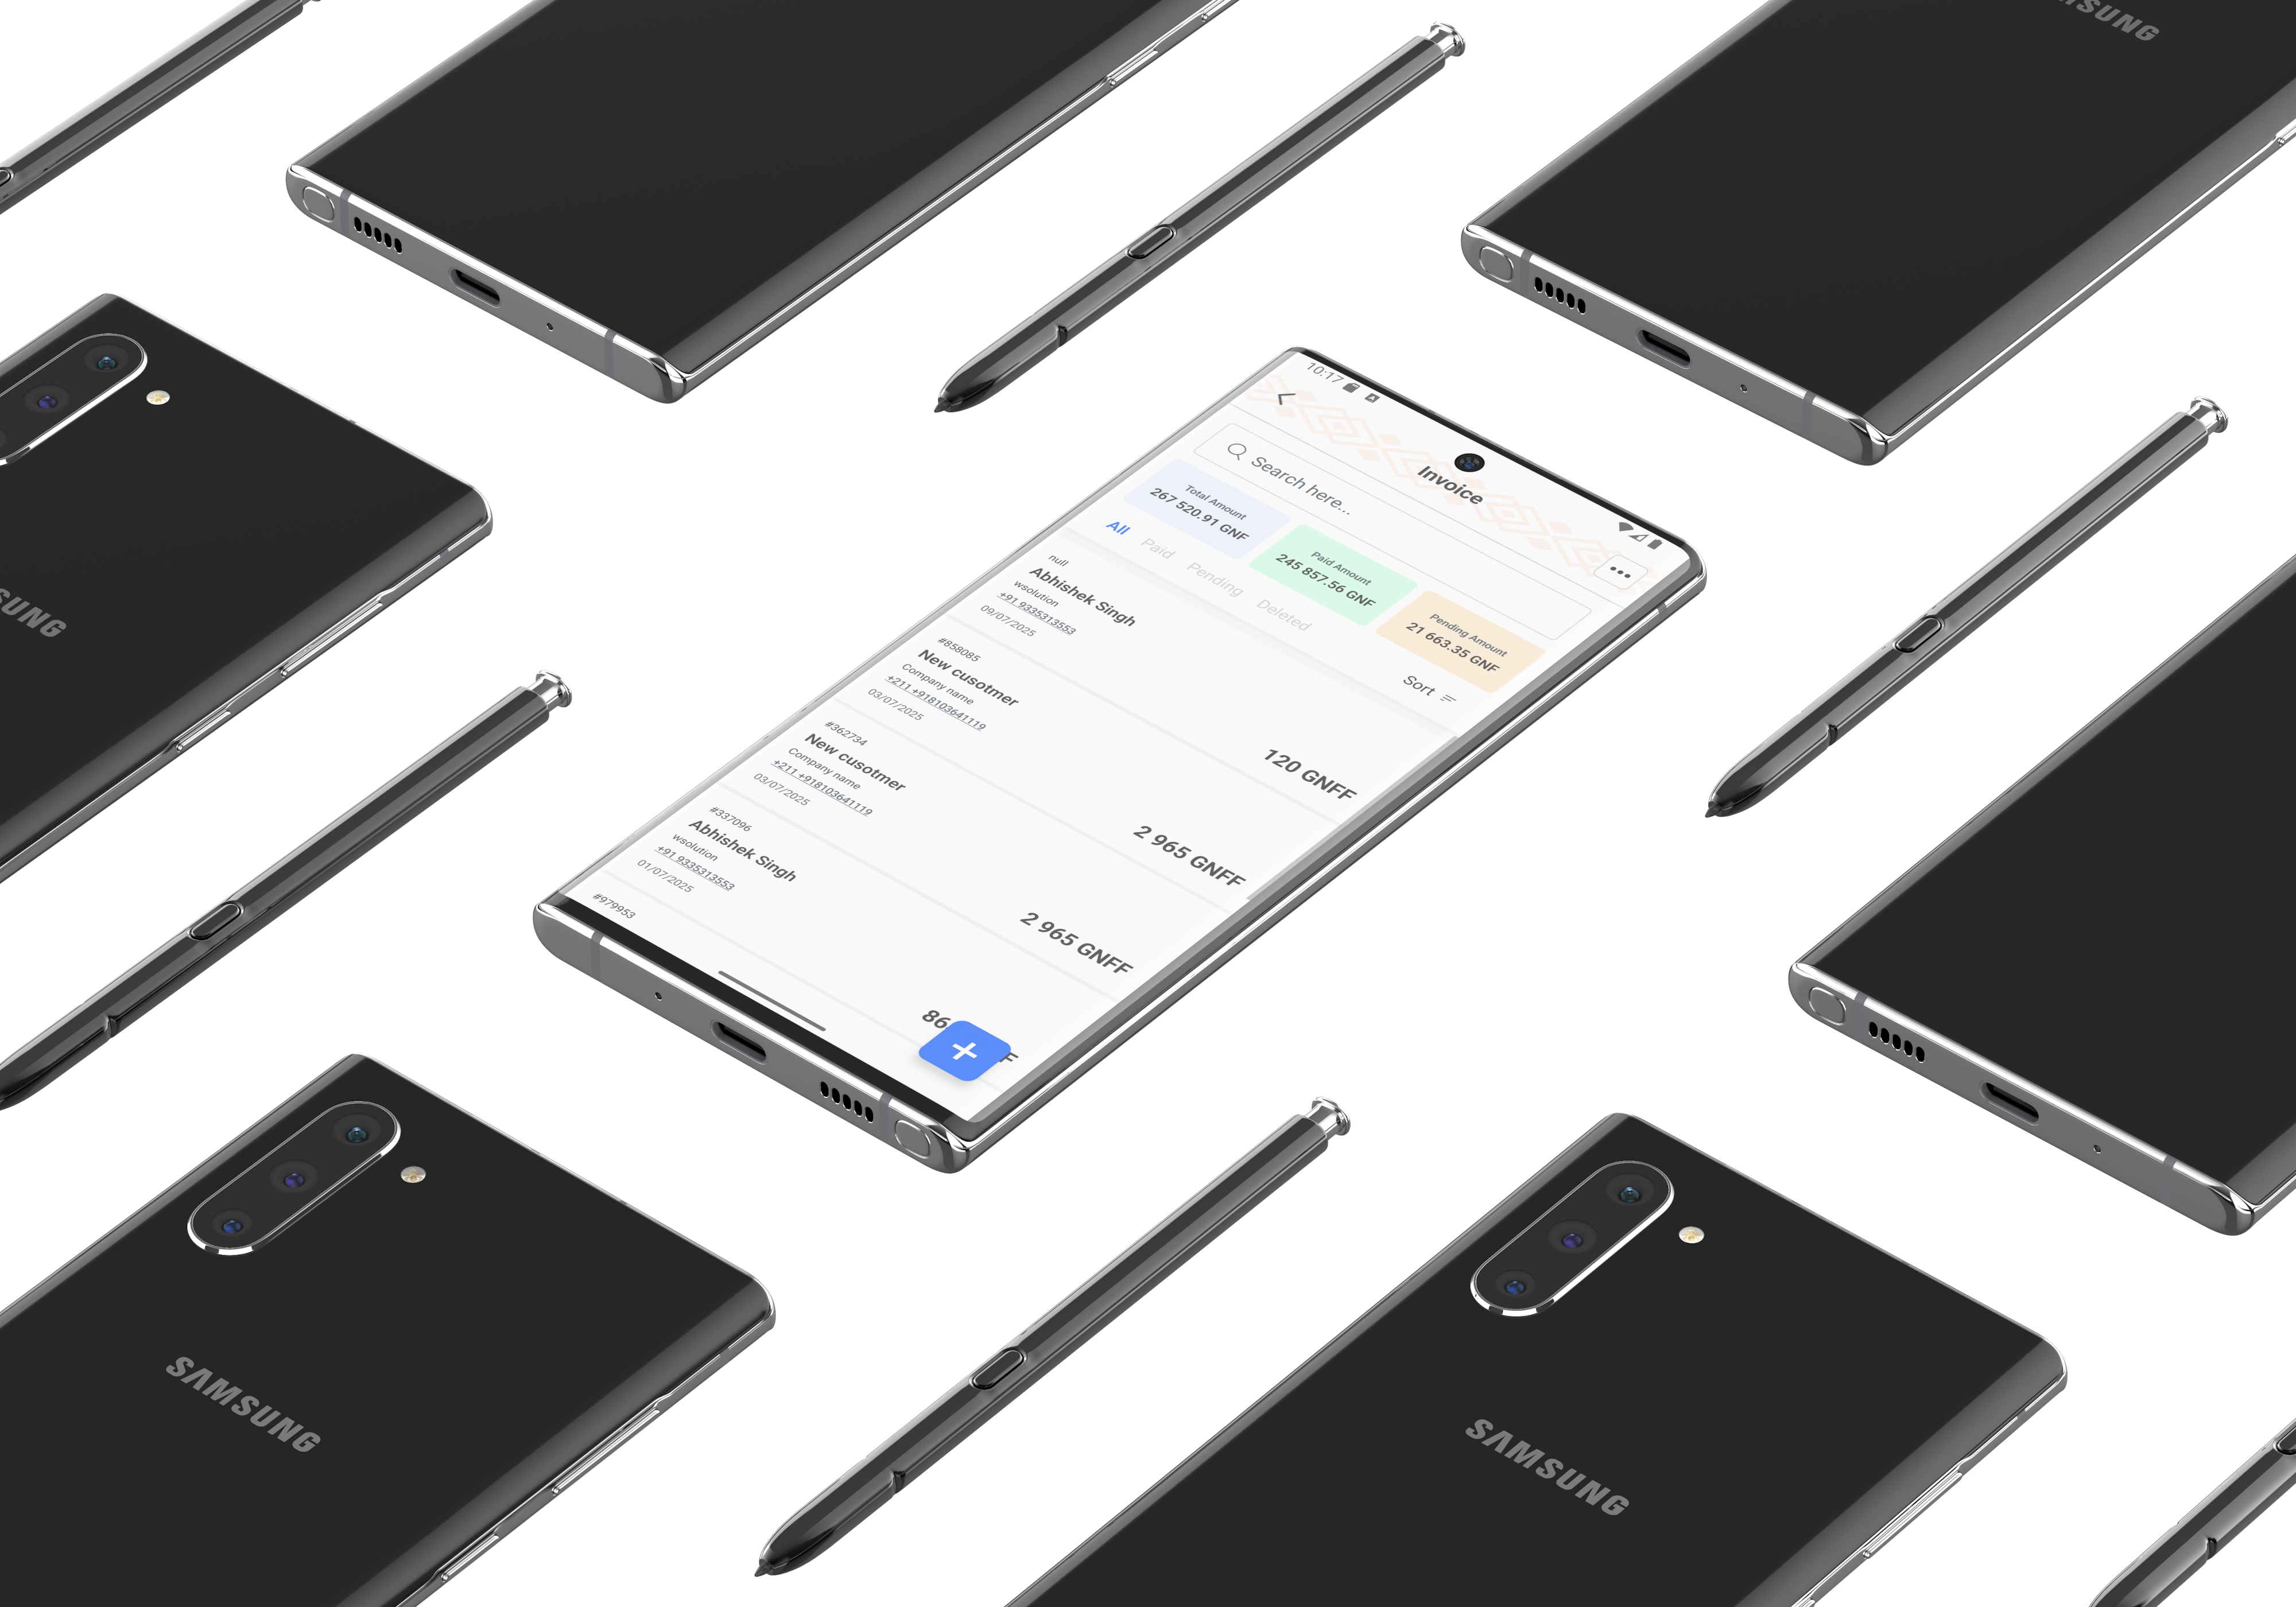 SAMSUNG
10:17
Invoice
Search here...
Total Amount
267 520.91 GNF
Paid Amount
245 857.56 GNF
Pending Amount
21 663.35 GNF
All Paid Pending Deleted
Sort
null
Abhishek Singh
wsolution
+91 9335313553
09/07/2025
120 GNFF
#858085
New cusotmer
Company name
+211 +918103641119
03/07/2025
2 965 GNFF
#362734
New cusotmer
Company name
+211 +918103641119
03/07/2025
2 965 GNFF
#337096
Abhishek Singh
wsolution
+91 9335313553
01/07/2025
#979953
SAMSUNG
SAMSUNG